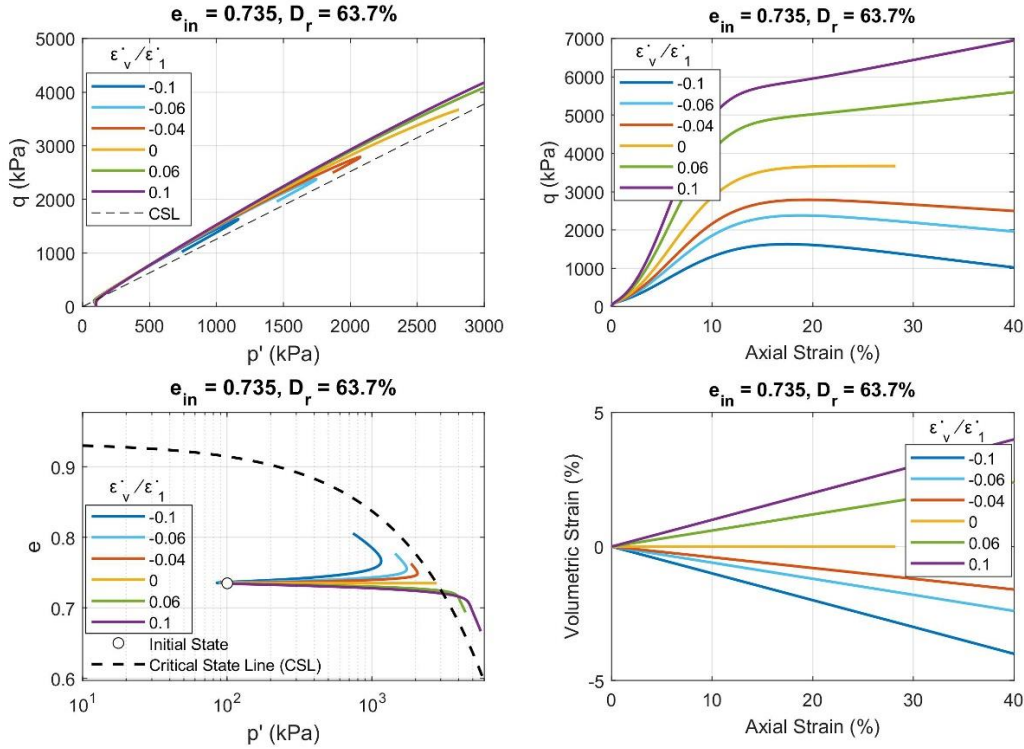 e_in = 0.735, D_r = 63.7%
5000
4000
3000
2000
1000
0
q (kPa)
ε̇_v/ε̇_1
-0.1
-0.06
-0.04
0
0.06
0.1
CSL
0 500 1000 1500 2000 2500 3000
p' (kPa)
e_in = 0.735, D_r = 63.7%
7000
6000
5000
4000
3000
2000
1000
0
q (kPa)
ε̇_v/ε̇_1
-0.1
-0.06
-0.04
0
0.06
0.1
0 10 20 30 40
Axial Strain (%)
e_in = 0.735, D_r = 63.7%
0.9
0.8
0.7
0.6
e
ε̇_v/ε̇_1
-0.1
-0.06
-0.04
0
0.06
0.1
Initial State
Critical State Line (CSL)
10^1 10^2 10^3
p' (kPa)
e_in = 0.735, D_r = 63.7%
5
0
-5
Volumetric Strain (%)
ε̇_v/ε̇_1
-0.1
-0.06
-0.04
0
0.06
0.1
0 10 20 30 40
Axial Strain (%)